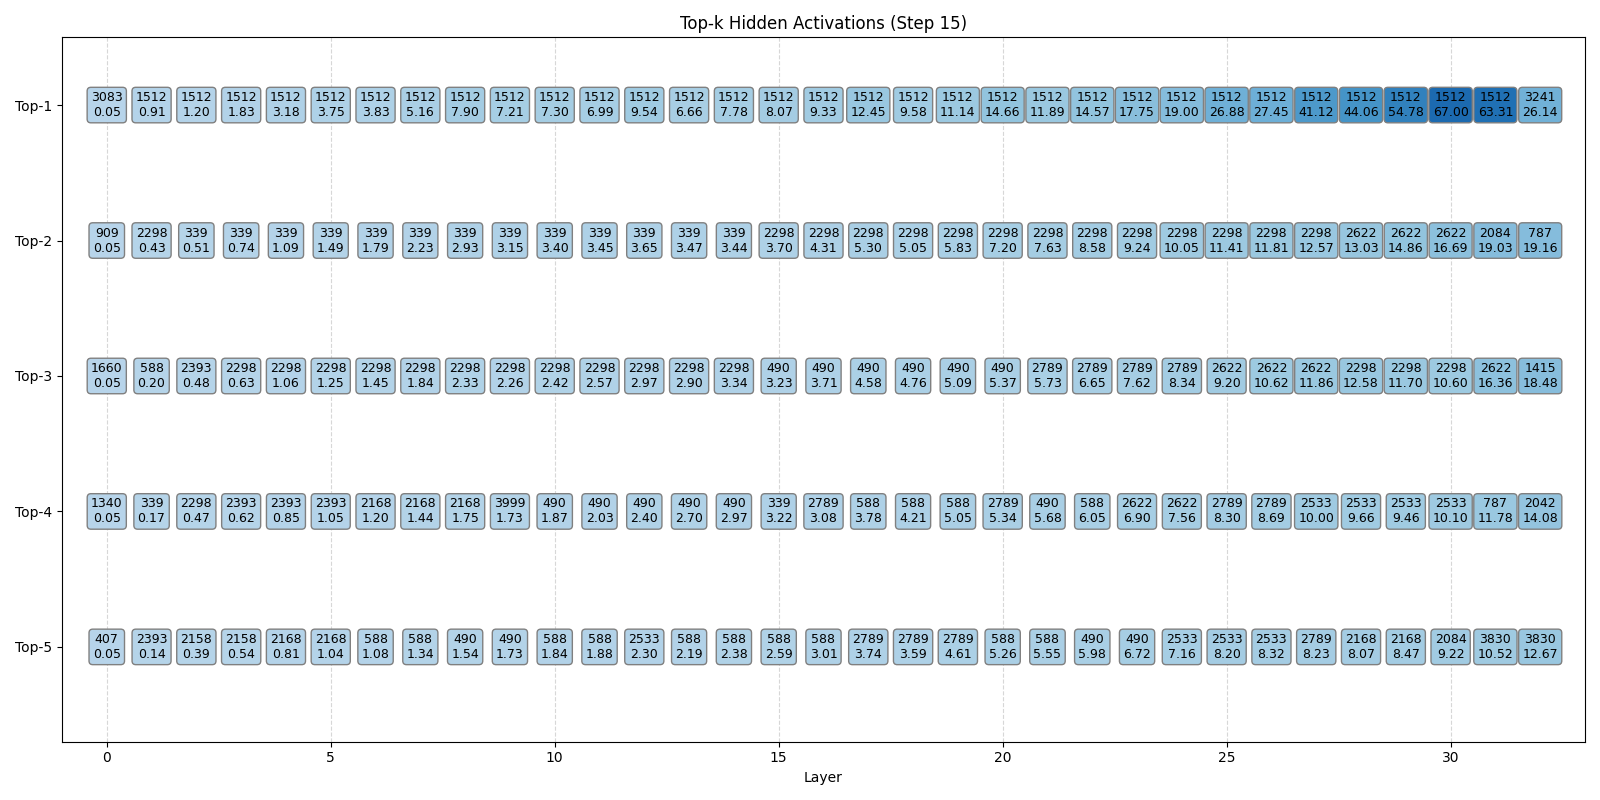 Top-k Hidden Activations (Step 15)
Top-1
3083 1512 1512 1512 1512 1512 1512 1512 1512 1512 1512 1512 1512 1512 1512 1512 1512 1512 1512 1512 1512 1512 1512 1512 1512 1512 1512 1512 1512 1512 1512 1512 3241
0.05 0.91 1.20 1.83 3.18 3.75 3.83 5.16 7.90 7.21 7.30 6.99 9.54 6.66 7.78 8.07 9.33 12.45 9.58 11.14 14.66 11.89 14.57 17.75 19.00 26.88 27.45 41.12 44.06 54.78 67.00 63.31 26.14
Top-2
909 2298 339 339 339 339 339 339 339 339 339 339 339 339 339 2298 2298 2298 2298 2298 2298 2298 2298 2298 2298 2298 2298 2298 2622 2622 2622 2084 787
0.05 0.43 0.51 0.74 1.09 1.49 1.79 2.23 2.93 3.15 3.40 3.45 3.65 3.47 3.44 3.70 4.31 5.30 5.05 5.83 7.20 7.63 8.58 9.24 10.05 11.41 11.81 12.57 13.03 14.86 16.69 19.03 19.16
Top-3
1660 588 2393 2298 2298 2298 2298 2298 2298 2298 2298 2298 2298 2298 2298 490 490 490 490 490 490 2789 2789 2789 2789 2622 2622 2622 2298 2298 2298 2622 1415
0.05 0.20 0.48 0.63 1.06 1.25 1.45 1.84 2.33 2.26 2.42 2.57 2.97 2.90 3.34 3.23 3.71 4.58 4.76 5.09 5.37 5.73 6.65 7.62 8.34 9.20 10.62 11.86 12.58 11.70 10.60 16.36 18.48
Top-4
1340 339 2298 2393 2393 2393 2168 2168 2168 3999 490 490 490 490 490 339 2789 588 588 588 2789 490 588 2622 2622 2789 2789 2533 2533 2533 2533 787 2042
0.05 0.17 0.47 0.62 0.85 1.05 1.20 1.44 1.75 1.73 1.87 2.03 2.40 2.70 2.97 3.22 3.08 3.78 4.21 5.05 5.34 5.68 6.05 6.90 7.56 8.30 8.69 10.00 9.66 9.46 10.10 11.78 14.08
Top-5
407 2393 2158 2158 2168 2168 588 588 490 490 588 588 2533 588 588 588 588 2789 2789 2789 588 588 490 490 2533 2533 2533 2789 2168 2168 2084 3830 3830
0.05 0.14 0.39 0.54 0.81 1.04 1.08 1.34 1.54 1.73 1.84 1.88 2.30 2.19 2.38 2.59 3.01 3.74 3.59 4.61 5.26 5.55 5.98 6.72 7.16 8.20 8.32 8.23 8.07 8.47 9.22 10.52 12.67
0 5 10 15 20 25 30
Layer